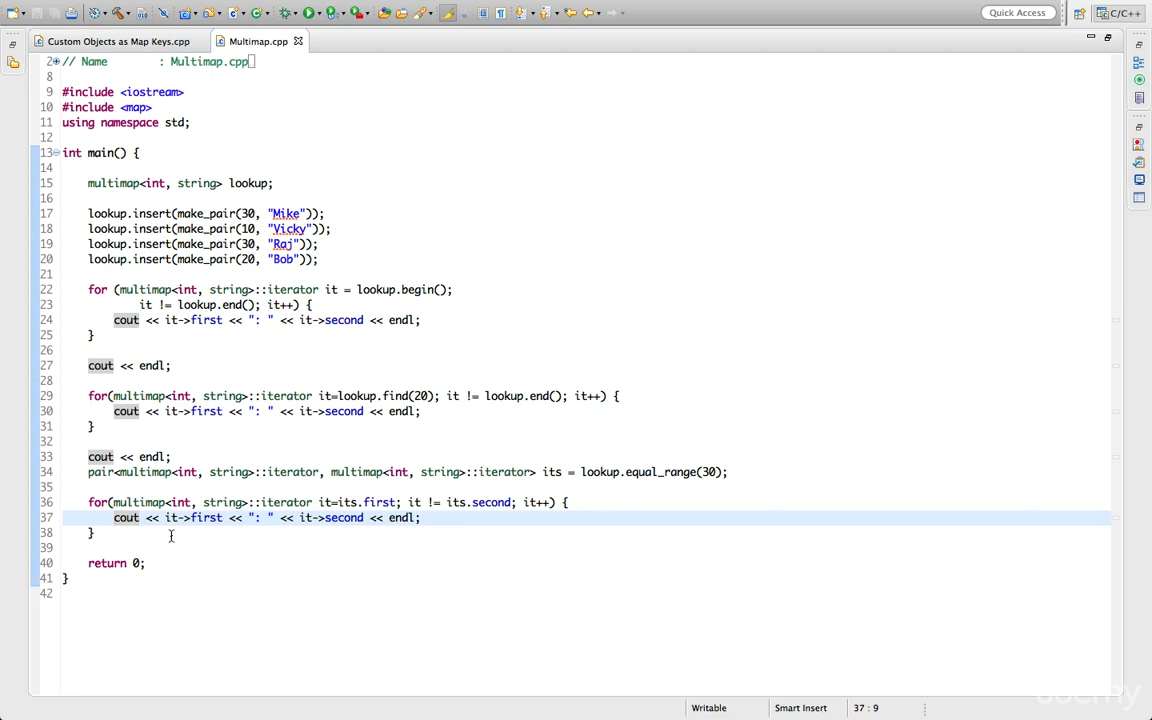 Quick Access
C/C++
Custom Objects as Map Keys.cpp
Multimap.cpp
2 // Name : Multimap.cpp
8
9 #include <iostream>
10 #include <map>
11 using namespace std;
12
13 int main() {
14
15 multimap<int, string> lookup;
16
17 lookup.insert(make_pair(30, "Mike"));
18 lookup.insert(make_pair(10, "Vicky"));
19 lookup.insert(make_pair(30, "Raj"));
20 lookup.insert(make_pair(20, "Bob"));
21
22 for (multimap<int, string>::iterator it = lookup.begin();
23 it != lookup.end(); it++) {
24 cout << it->first << ": " << it->second << endl;
25 }
26
27 cout << endl;
28
29 for(multimap<int, string>::iterator it=lookup.find(20); it != lookup.end(); it++) {
30 cout << it->first << ": " << it->second << endl;
31 }
32
33 cout << endl;
34 pair<multimap<int, string>::iterator, multimap<int, string>::iterator> its = lookup.equal_range(30);
35
36 for(multimap<int, string>::iterator it=its.first; it != its.second; it++) {
37 cout << it->first << ": " << it->second << endl;
38 }
39
40 return 0;
41 }
42
udemy
Writable
Smart Insert
37 : 9